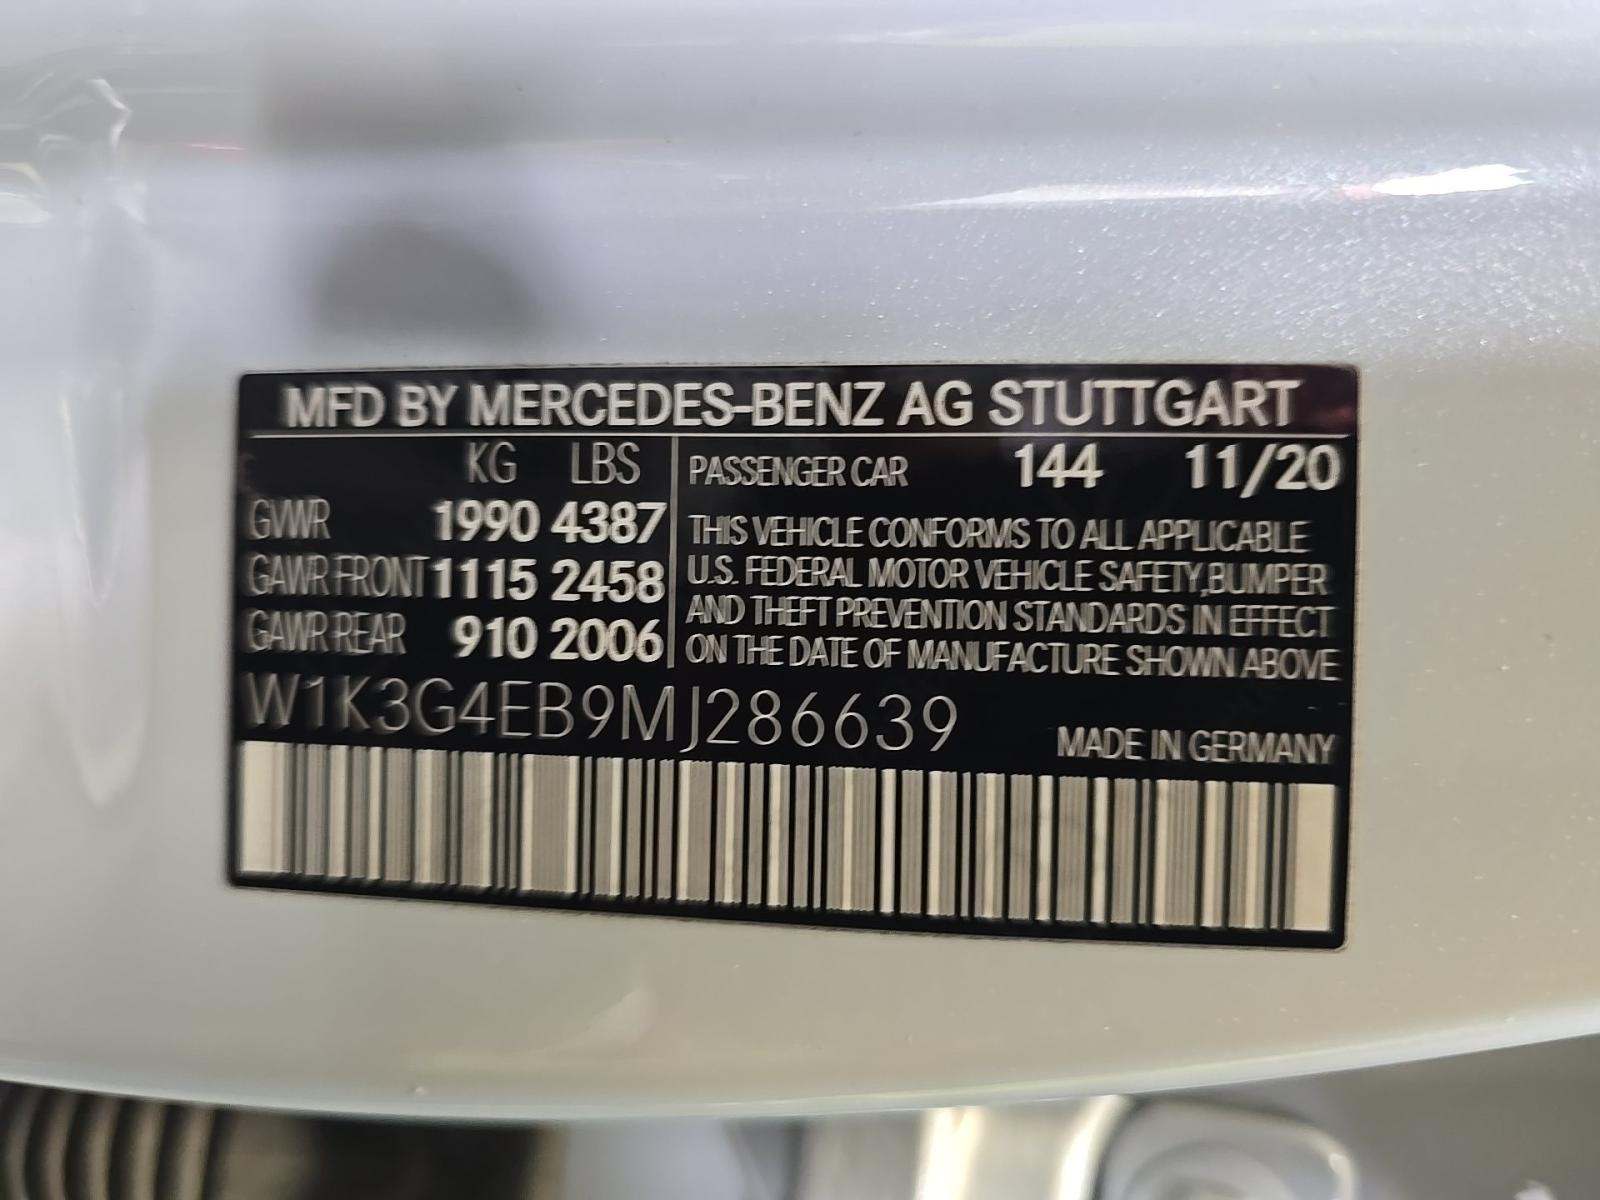 MFD BY MERCEDES-BENZ AG STUTTGART
KG LBS
GVWR 1990 4387
GAWR FRONT 1115 2458
GAWR REAR 910 2006
PASSENGER CAR 144 11/20
THIS VEHICLE CONFORMS TO ALL APPLICABLE
U.S. FEDERAL MOTOR VEHICLE SAFETY,BUMPER
AND THEFT PREVENTION STANDARDS IN EFFECT
ON THE DATE OF MANUFACTURE SHOWN ABOVE
W1K3G4EB9MJ286639
MADE IN GERMANY